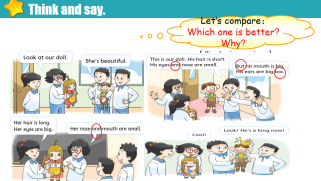 Think and say.
Let's compare:
Which one is better?
Why?
Look at our doll.
She's beautiful.
This is our doll. His hair is short.
His eyes and nose are small.
But his mouth is big.
His ears are big too.
Her hair is long.
Her eyes are big.
Her nose and mouth are small.
Cool!
Look! He's a king now!